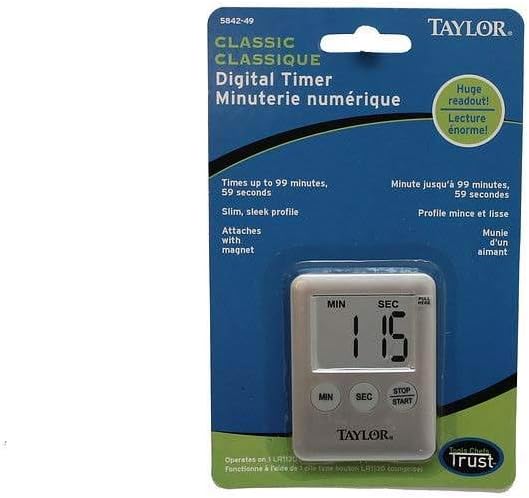 5842-49
TAYLOR®
CLASSIC
CLASSIQUE
Digital Timer
Minuterie numérique
Huge
readout!
Lecture
énorme!
Times up to 99 minutes,
59 seconds
Slim, sleek profile
Attaches
with
magnet
Minute jusqu'à 99 minutes,
59 secondes
Profile mince et lisse
Munie
d'un
aimant
MIN SEC
PULL
HERE
1 15
MIN
SEC
STOP
START
TAYLOR®
Operates on 1 LR1130
Fonctionne à l'aide de 1 pile type bouton LR1130 (comprise)
Tools Chefs
Trust